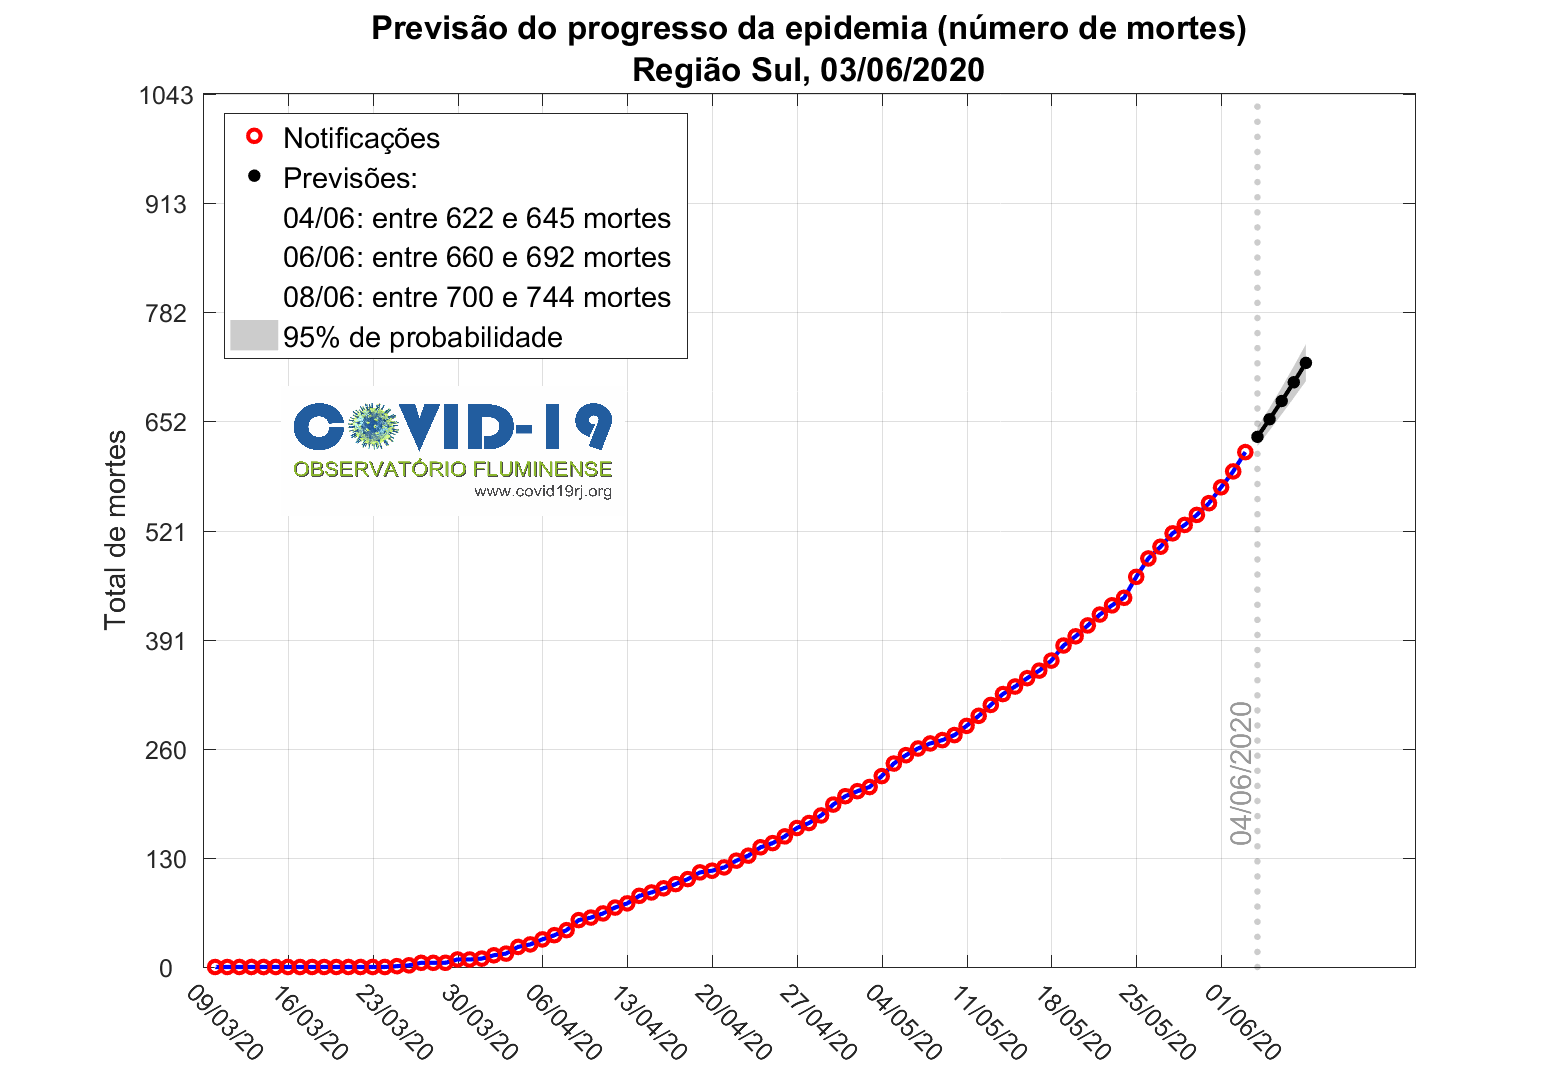 Previsão do progresso da epidemia (número de mortes)
Região Sul, 03/06/2020
1043
913
782
652
521
391
260
130
0
Total de mortes
Notificações
Previsões:
04/06: entre 622 e 645 mortes
06/06: entre 660 e 692 mortes
08/06: entre 700 e 744 mortes
95% de probabilidade
COVID-19
OBSERVATÓRIO FLUMINENSE
www.covid19rj.org
04/06/2020
09/03/20
16/03/20
23/03/20
30/03/20
06/04/20
13/04/20
20/04/20
27/04/20
04/05/20
11/05/20
18/05/20
25/05/20
01/06/20